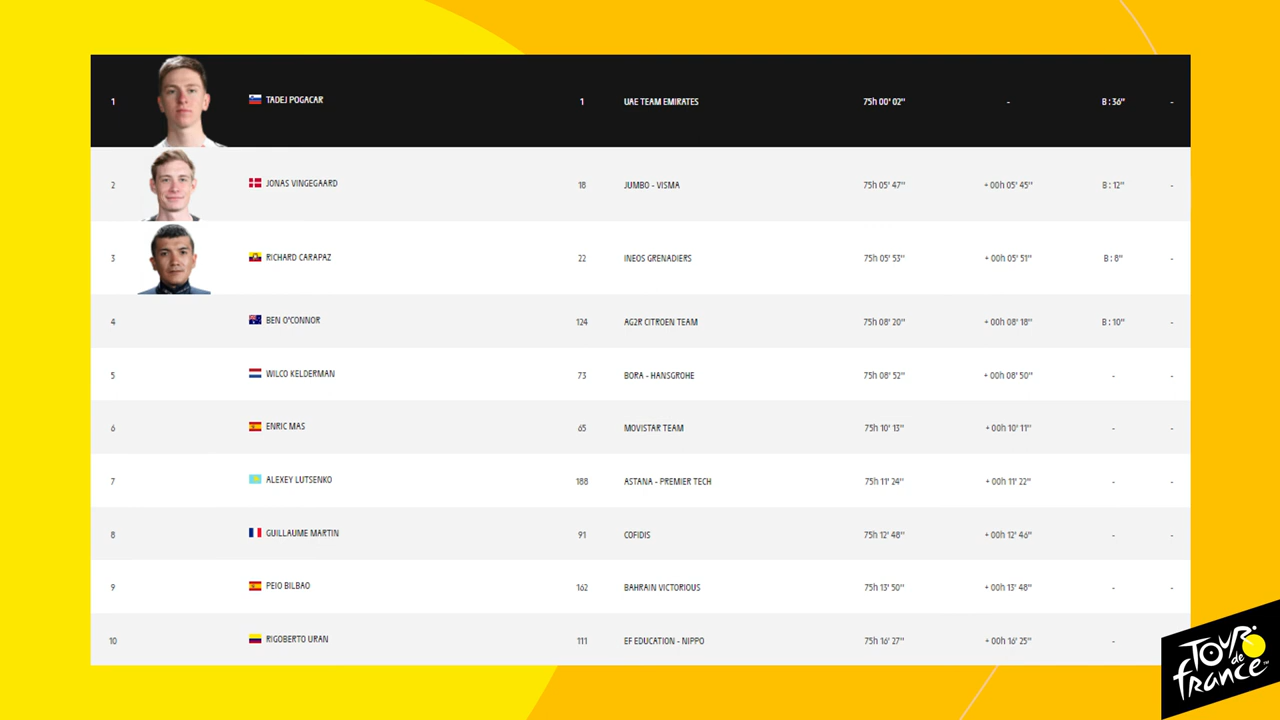 1 TADEJ POGACAR 1 UAE TEAM EMIRATES 75h 00' 02'' - B : 36'' -
2 JONAS VINGEGAARD 18 JUMBO - VISMA 75h 05' 47'' + 00h 05' 45'' B : 12'' -
3 RICHARD CARAPAZ 22 INEOS GRENADIERS 75h 05' 53'' + 00h 05' 51'' B : 8'' -
4 BEN O'CONNOR 124 AG2R CITROEN TEAM 75h 08' 20'' + 00h 08' 18'' B : 10'' -
5 WILCO KELDERMAN 73 BORA - HANSGROHE 75h 08' 52'' + 00h 08' 50'' - -
6 ENRIC MAS 65 MOVISTAR TEAM 75h 10' 13'' + 00h 10' 11'' - -
7 ALEXEY LUTSENKO 188 ASTANA - PREMIER TECH 75h 11' 24'' + 00h 11' 22'' - -
8 GUILLAUME MARTIN 91 COFIDIS 75h 12' 48'' + 00h 12' 46'' - -
9 PEIO BILBAO 162 BAHRAIN VICTORIOUS 75h 13' 50'' + 00h 13' 48'' - -
10 RIGOBERTO URAN 111 EF EDUCATION - NIPPO 75h 16' 27'' + 00h 16' 25'' -
TOUR
de
france